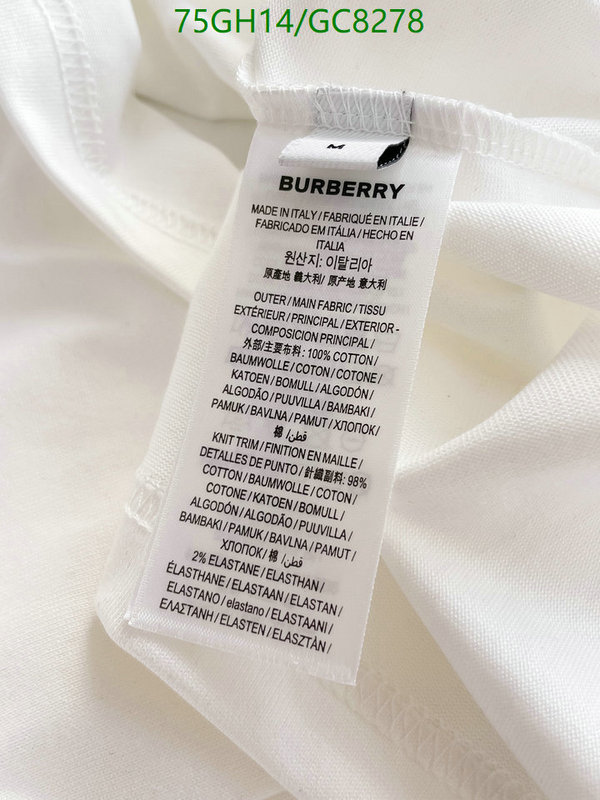 75GH14/GC8278
M
BURBERRY
MADE IN ITALY / FABRIQUÉ EN ITALIE /
FABRICADO EM ITÁLIA / HECHO EN
ITALIA
원산지: 이탈리아
原產地 義大利/ 原产地 意大利
OUTER / MAIN FABRIC / TISSU
EXTÉRIEUR / PRINCIPAL / EXTERIOR -
COMPOSICION PRINCIPAL /
外部/主要布料: 100% COTTON /
BAUMWOLLE / COTON / COTONE /
KATOEN / BOMULL / ALGODÓN /
ALGODÃO / PUUVILLA / BAMBAKI /
PAMUK / BAVLNA / PAMUT / ХЛОПОК /
棉 /قطن/
KNIT TRIM / FINITION EN MAILLE /
DETALLES DE PUNTO / 針織副料: 98%
COTTON / BAUMWOLLE / COTON /
COTONE / KATOEN / BOMULL /
ALGODÓN / ALGODÃO / PUUVILLA /
BAMBAKI / PAMUK / BAVLNA / PAMUT /
ХЛОПОК / 棉 /قطن/
2% ELASTANE / ELASTHAN /
ÉLASTHANE / ELASTAAN / ELASTAN /
ELASTANO / elastano / ELASTAANI /
ΕΛΑΣΤΑΝΗ / ELASTEN / ELASZTÀN /